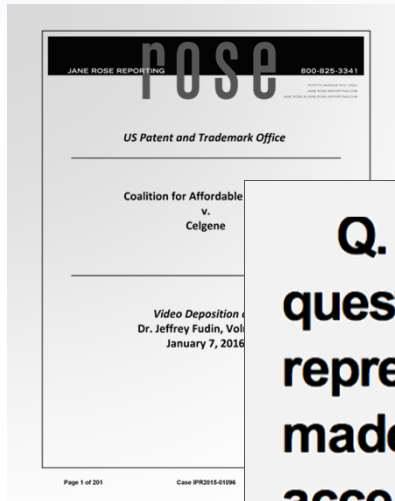 rose
JANE ROSE REPORTING 800-825-3341
US Patent and Trademark Office
Coalition for Affordable
v.
Celgene
Video Deposition
Dr. Jeffrey Fudin,
January 7, 2016
Page 1 of 201 Case IPR2015-01096
Q.
ques
repre
made
acce